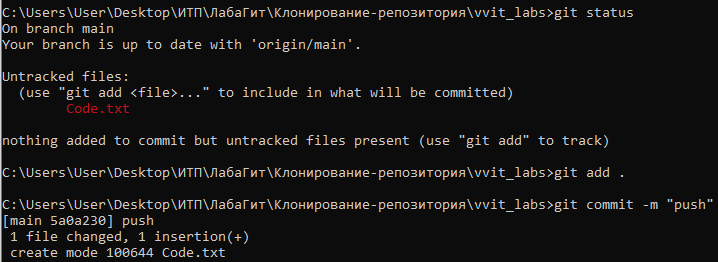 C:\Users\User\Desktop\ИТП\ЛабаГит\Клонирование-репозитория\vvit_labs>git status
On branch main
Your branch is up to date with 'origin/main'.
Untracked files:
  (use "git add <file>..." to include in what will be committed)
        Code.txt
nothing added to commit but untracked files present (use "git add" to track)
C:\Users\User\Desktop\ИТП\ЛабаГит\Клонирование-репозитория\vvit_labs>git add .
C:\Users\User\Desktop\ИТП\ЛабаГит\Клонирование-репозитория\vvit_labs>git commit -m "push"
[main 5a0a230] push
 1 file changed, 1 insertion(+)
 create mode 100644 Code.txt